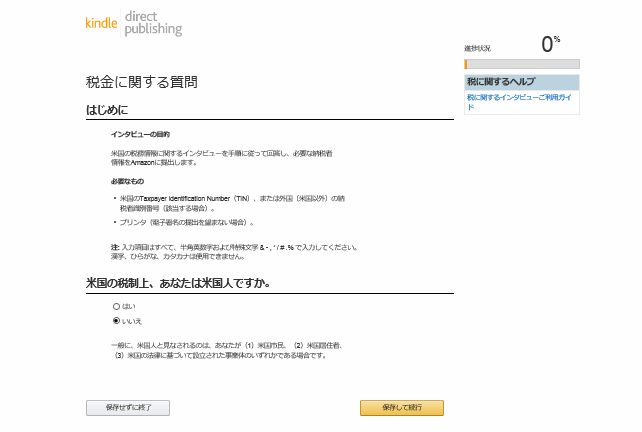 kindle direct publishing
進捗状況 0%
税に関するヘルプ
税に関するインタビューご利用ガイ
ド
税金に関する質問
はじめに
インタビューの目的
米国の税務情報に関するインタビューを手順に従って回答し、必要な納税者
情報をAmazonに提出します。
必要なもの
• 米国のTaxpayer Identification Number（TIN）、または外国（米国以外）の納
税者識別番号（該当する場合）。
• プリンタ（電子署名の提出を望まない場合）。
注: 入力項目はすべて、半角英数字および特殊文字 & - , ' / # . % で入力してください。
漢字、ひらがな、カタカナは使用できません。
米国の税制上、あなたは米国人ですか。
はい
いいえ
一般に、米国人と見なされるのは、あなたが（1）米国市民、（2）米国居住者、
（3）米国の法律に基づいて設立された事業体のいずれかである場合です。
保存せずに終了
保存して続行